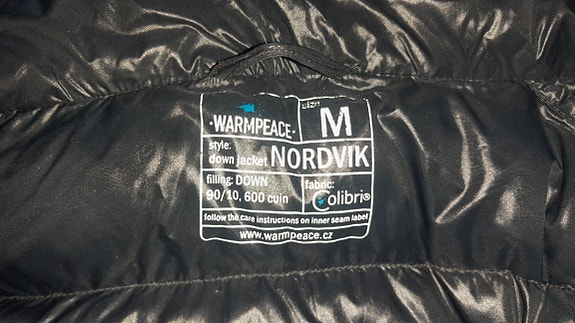 size:
·WARMPEACE· M
style:
down jacket NORDVIK
filling: DOWN fabric:
90/10, 600 cuin Colibri®
follow the care instructions on inner seam label
www.warmpeace.cz